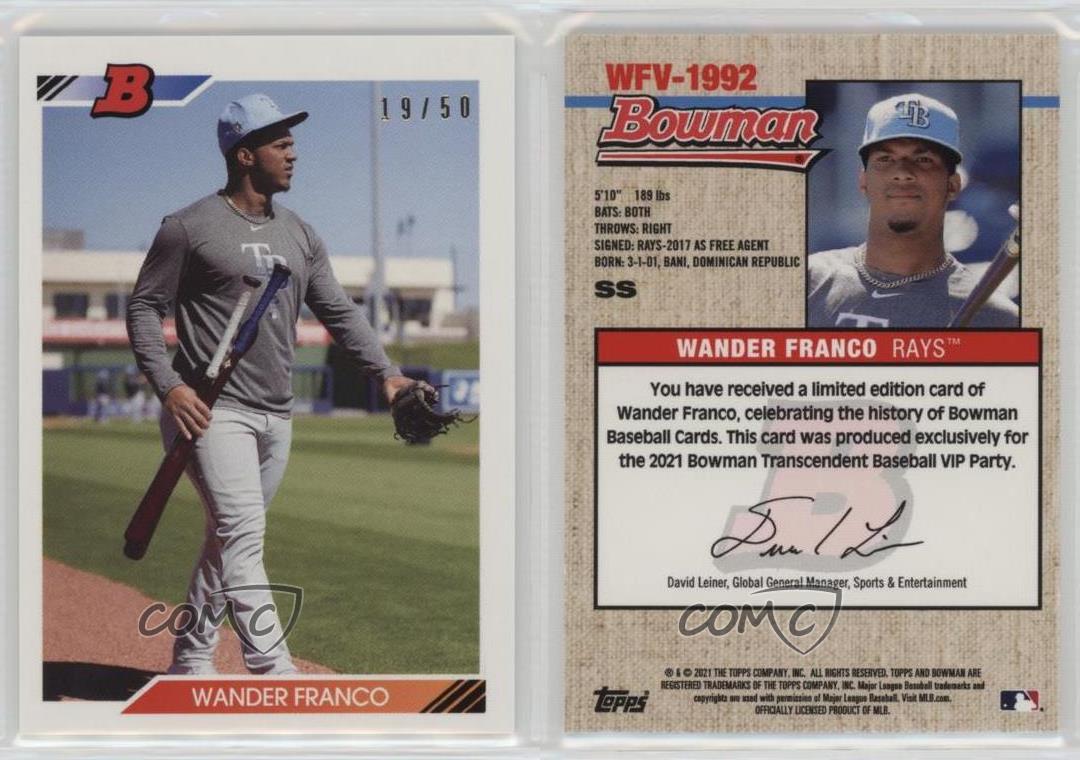 B
19/50
TB
WANDER FRANCO
COMC
WFV-1992
Bowman
TB
5'10" 189 lbs
BATS: BOTH
THROWS: RIGHT
SIGNED: RAYS-2017 AS FREE AGENT
BORN: 3-1-01, BANI, DOMINICAN REPUBLIC
SS
WANDER FRANCO RAYS™
You have received a limited edition card of
Wander Franco, celebrating the history of Bowman
Baseball Cards. This card was produced exclusively for
the 2021 Bowman Transcendent Baseball VIP Party.
David Leiner, Global General Manager, Sports & Entertainment
COMC
® & © 2021 THE TOPPS COMPANY, INC. ALL RIGHTS RESERVED. TOPPS AND BOWMAN ARE
REGISTERED TRADEMARKS OF THE TOPPS COMPANY, INC. Major League Baseball trademarks and
copyrights are used with permission of Major League Baseball. Visit MLB.com.
OFFICIALLY LICENSED PRODUCT OF MLB.
Topps